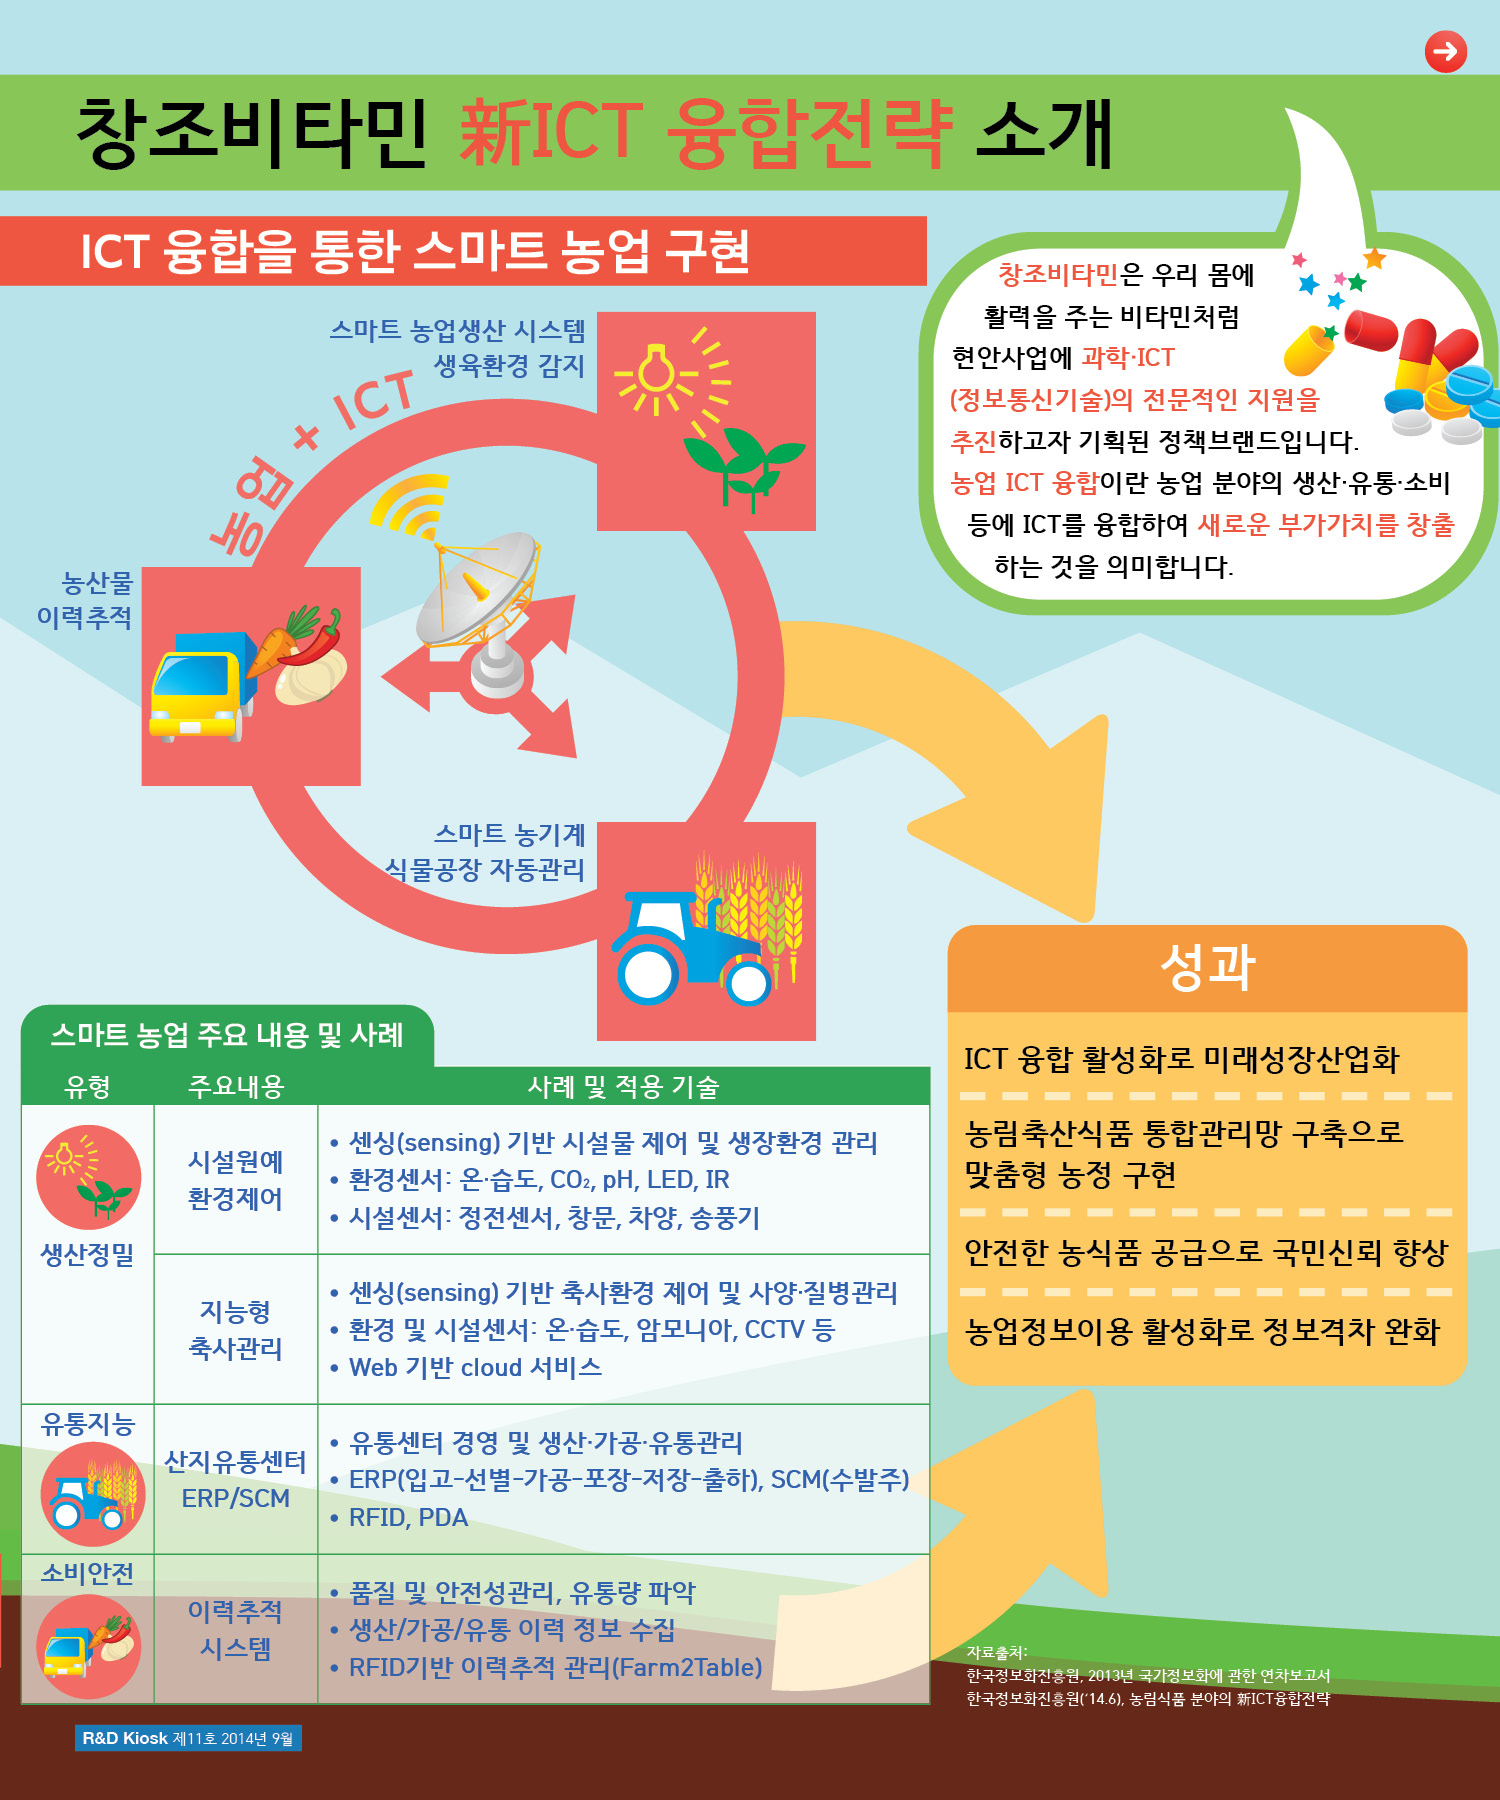 창조비타민 新ICT 융합전략 소개
ICT 융합을 통한 스마트 농업 구현
창조비타민은 우리 몸에
활력을 주는 비타민처럼
현안사업에 과학·ICT
(정보통신기술)의 전문적인 지원을
추진하고자 기획된 정책브랜드입니다.
농업 ICT 융합이란 농업 분야의 생산·유통·소비
등에 ICT를 융합하여 새로운 부가가치를 창출
하는 것을 의미합니다.
스마트 농업생산 시스템
생육환경 감지
농업 + ICT
농산물
이력추적
스마트 농기계
식물공장 자동관리
성과
ICT 융합 활성화로 미래성장산업화
농림축산식품 통합관리망 구축으로
맞춤형 농정 구현
안전한 농식품 공급으로 국민신뢰 향상
농업정보이용 활성화로 정보격차 완화
스마트 농업 주요 내용 및 사례
유형 주요내용 사례 및 적용 기술
생산정밀
시설원예
환경제어
• 센싱(sensing) 기반 시설물 제어 및 생장환경 관리
• 환경센서: 온·습도, CO₂, pH, LED, IR
• 시설센서: 정전센서, 창문, 차양, 송풍기
지능형
축사관리
• 센싱(sensing) 기반 축사환경 제어 및 사양·질병관리
• 환경 및 시설센서: 온·습도, 암모니아, CCTV 등
• Web 기반 cloud 서비스
유통지능
산지유통센터
ERP/SCM
• 유통센터 경영 및 생산·가공·유통관리
• ERP(입고-선별-가공-포장-저장-출하), SCM(수발주)
• RFID, PDA
소비안전
이력추적
시스템
• 품질 및 안전성관리, 유통량 파악
• 생산/가공/유통 이력 정보 수집
• RFID기반 이력추적 관리(Farm2Table)
자료출처:
한국정보화진흥원, 2013년 국가정보화에 관한 연차보고서
한국정보화진흥원(‘14.6), 농림식품 분야의 新ICT융합전략
R&D Kiosk 제11호 2014년 9월